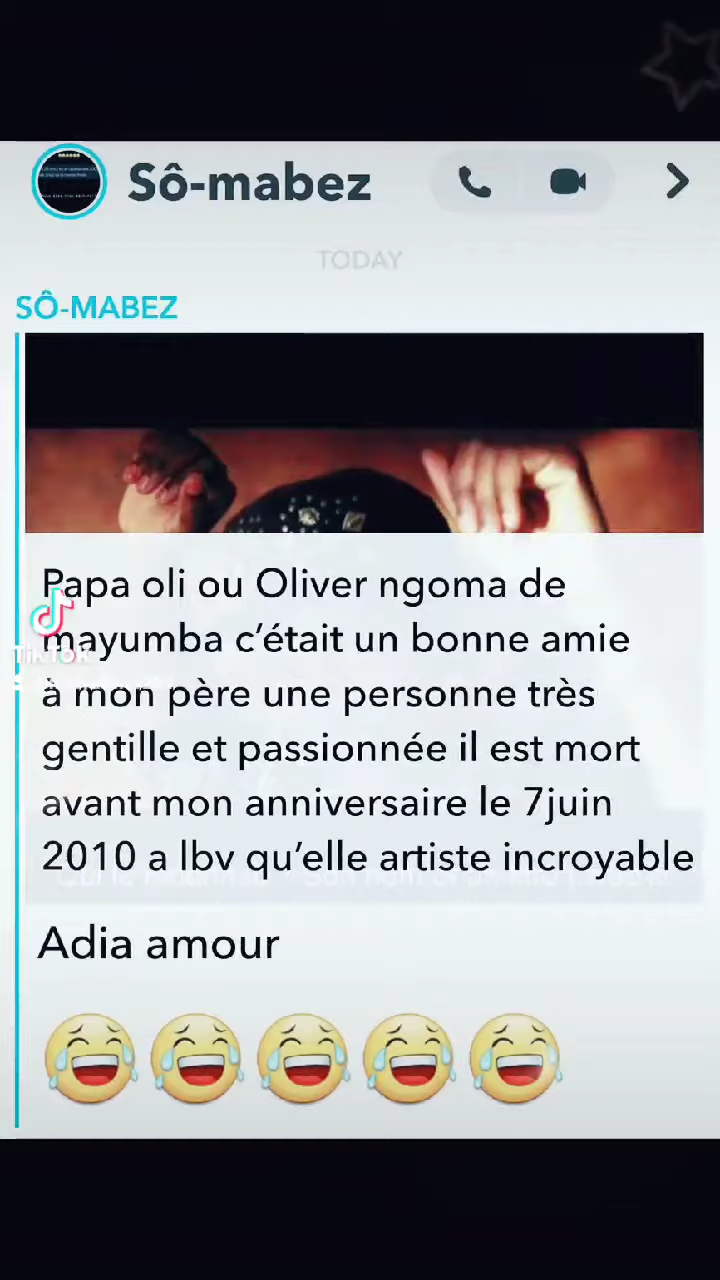 Sô-mabez
TODAY
SÔ-MABEZ
Papa oli ou Oliver ngoma de
mayumba c’était un bonne amie
à mon père une personne très
gentille et passionnée il est mort
avant mon anniversaire le 7juin
2010 a lbv qu’elle artiste incroyable
Adia amour
😂😂😂😂😂
TikTok